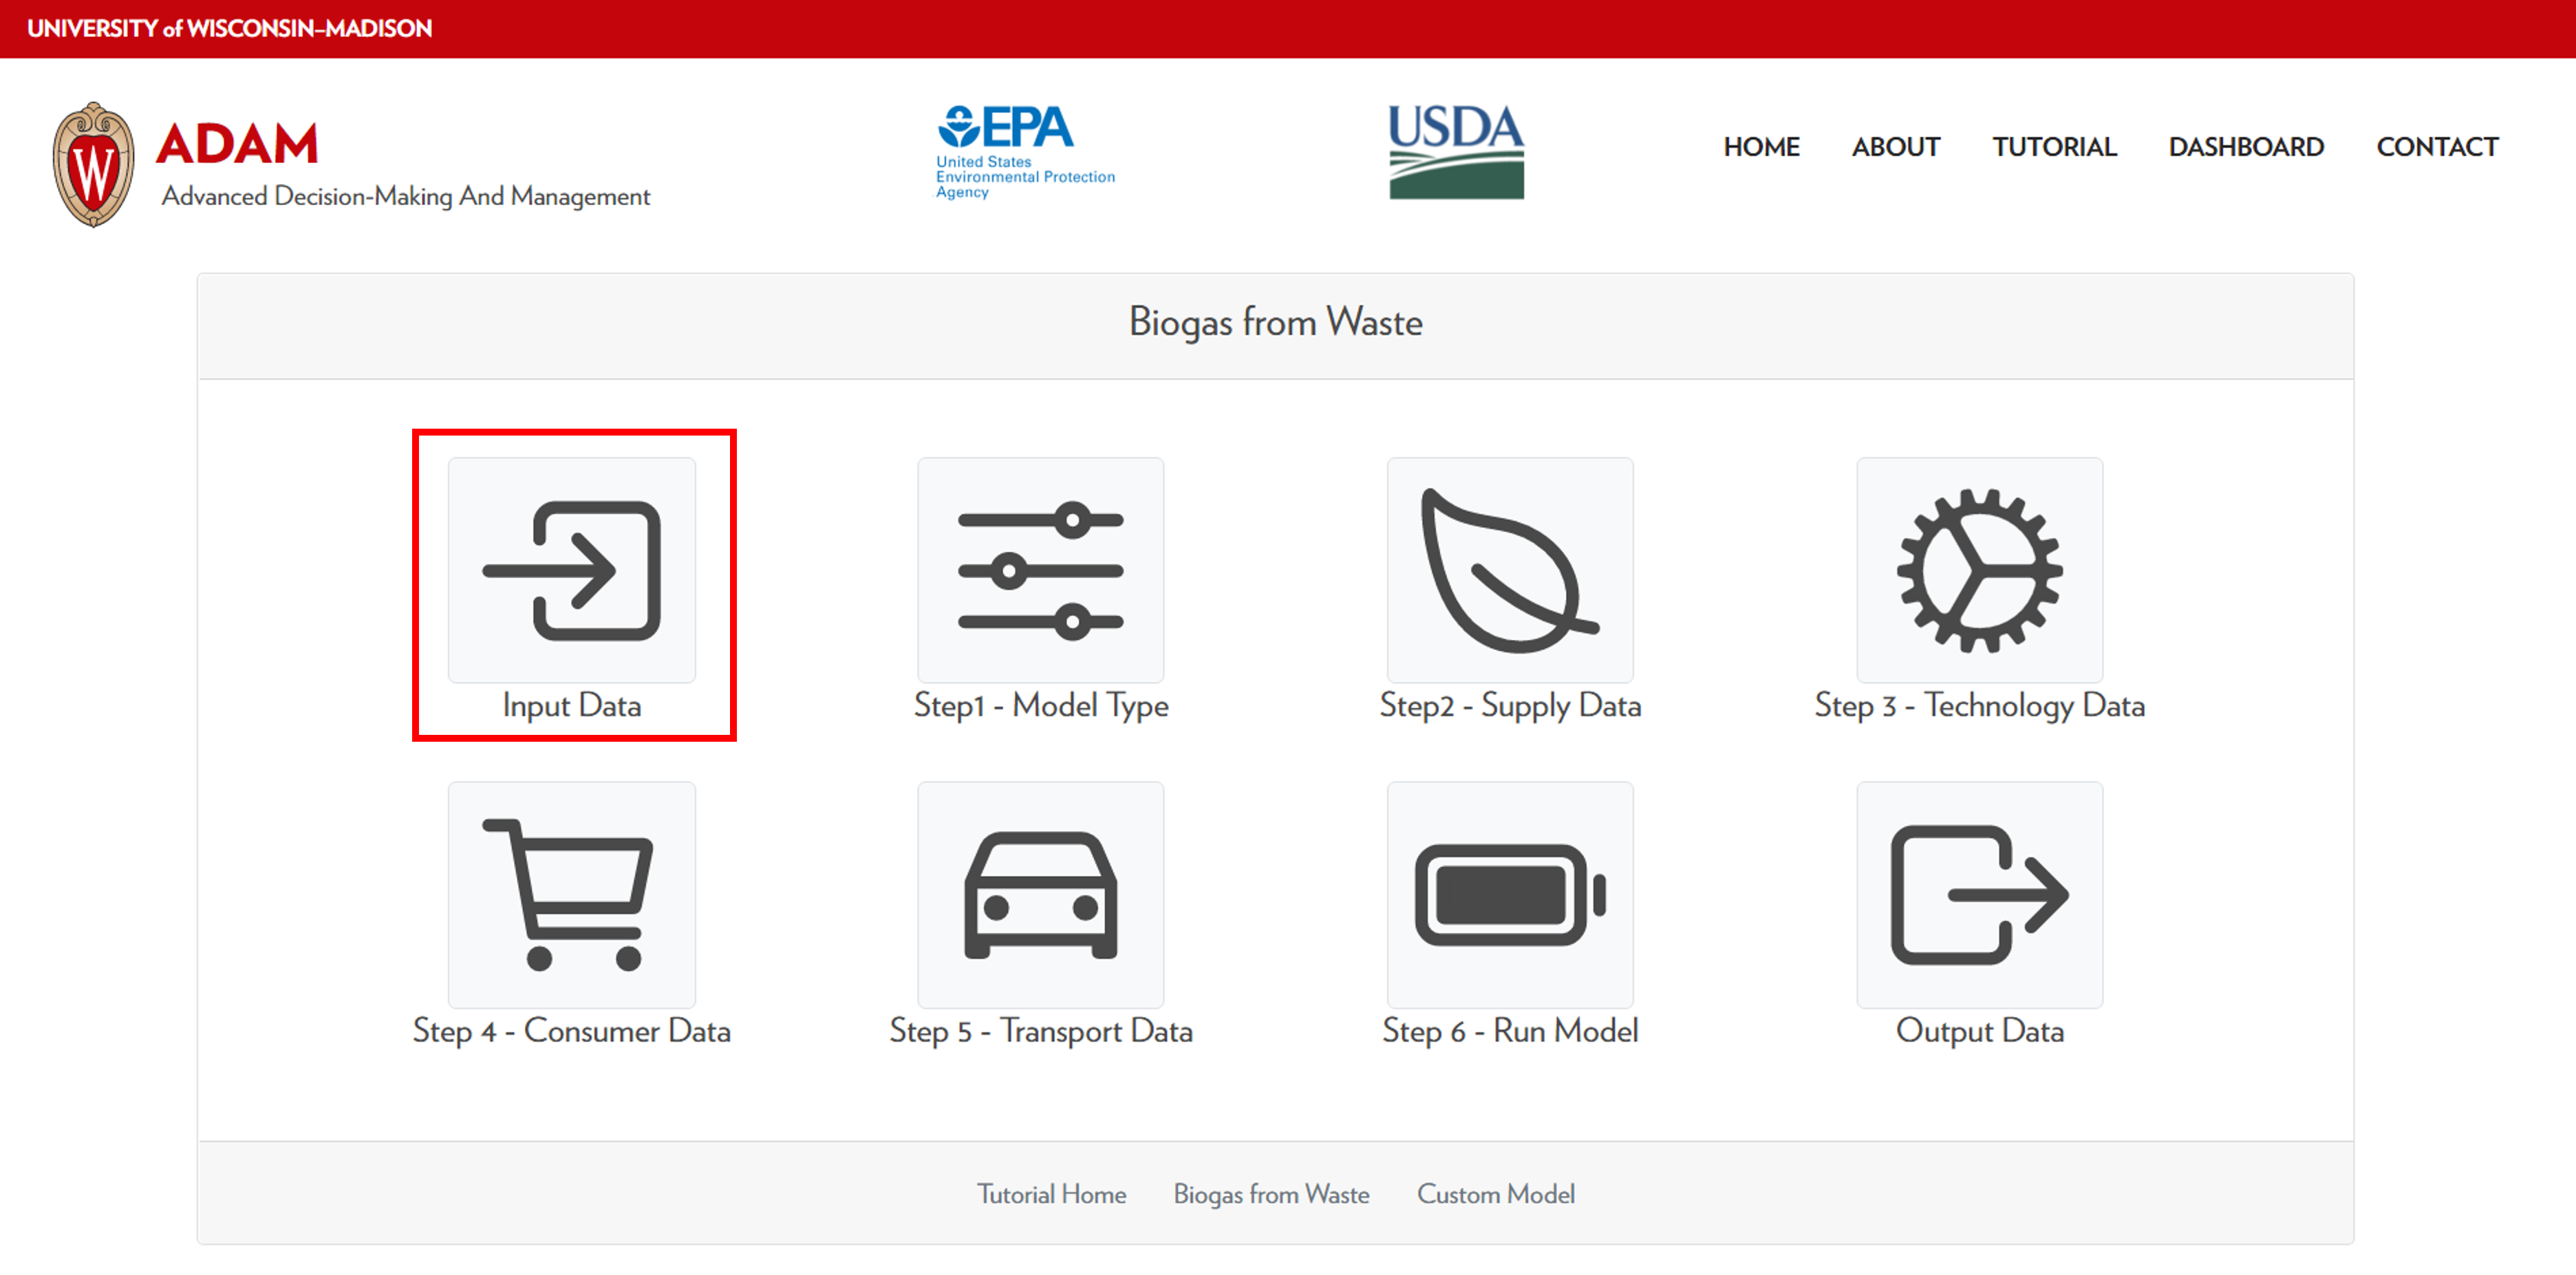 UNIVERSITY of WISCONSIN–MADISON
W
ADAM
Advanced Decision-Making And Management
EPA
United States
Environmental Protection
Agency
USDA
HOME ABOUT TUTORIAL DASHBOARD CONTACT
Biogas from Waste
Input Data
Step1 - Model Type
Step2 - Supply Data
Step 3 - Technology Data
Step 4 - Consumer Data
Step 5 - Transport Data
Step 6 - Run Model
Output Data
Tutorial Home Biogas from Waste Custom Model